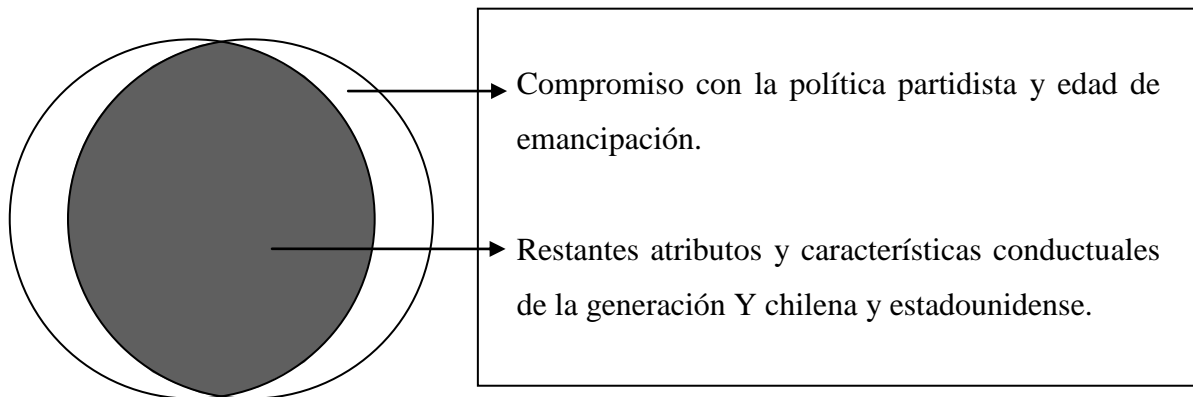 Compromiso con la política partidista y edad de
emancipación.
Restantes atributos y características conductuales
de la generación Y chilena y estadounidense.